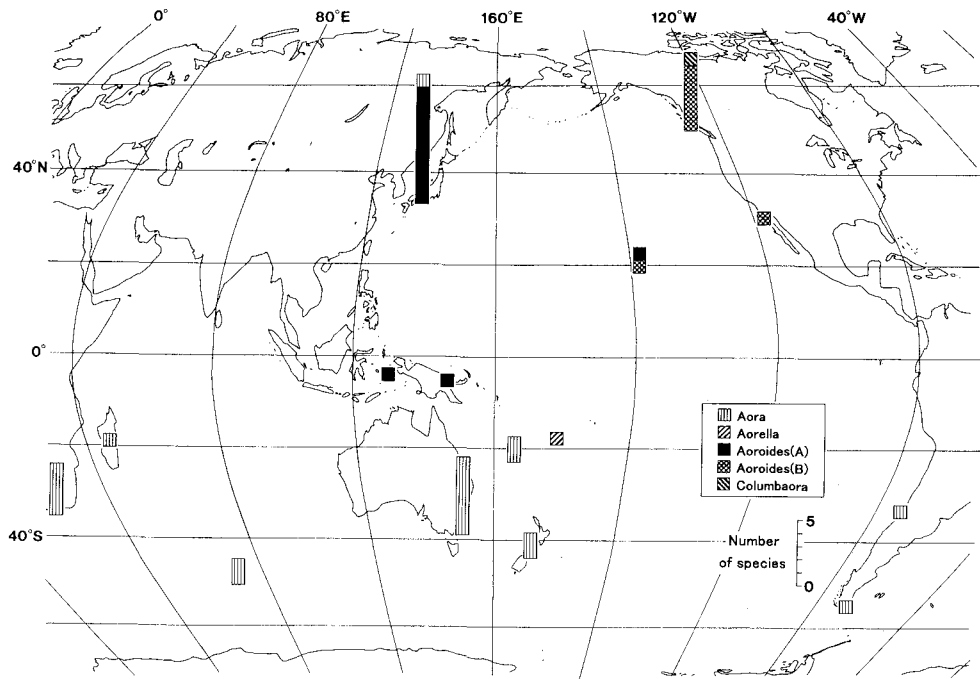 0° 80°E 160°E 120°W 40°W
40°N
0°
40°S
Aora
Aorella
Aoroides(A)
Aoroides(B)
Columbaora
Number
of species
5
0